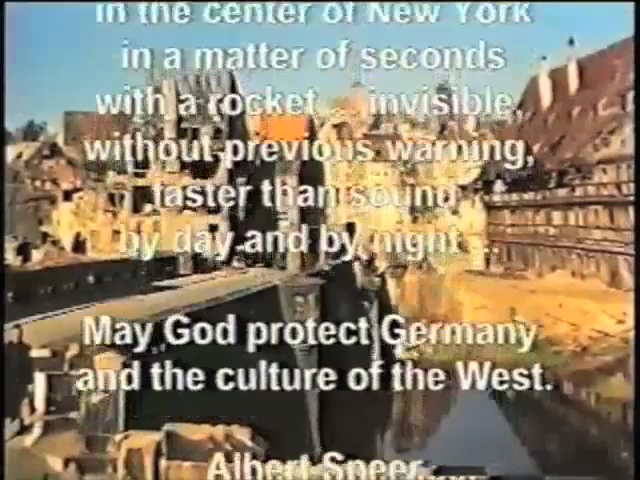 in the center of New York
in a matter of seconds
with a rocket ... invisible,
without previous warning,
faster than sound
by day and by night ...
May God protect Germany
and the culture of the West.
Albert Speer....